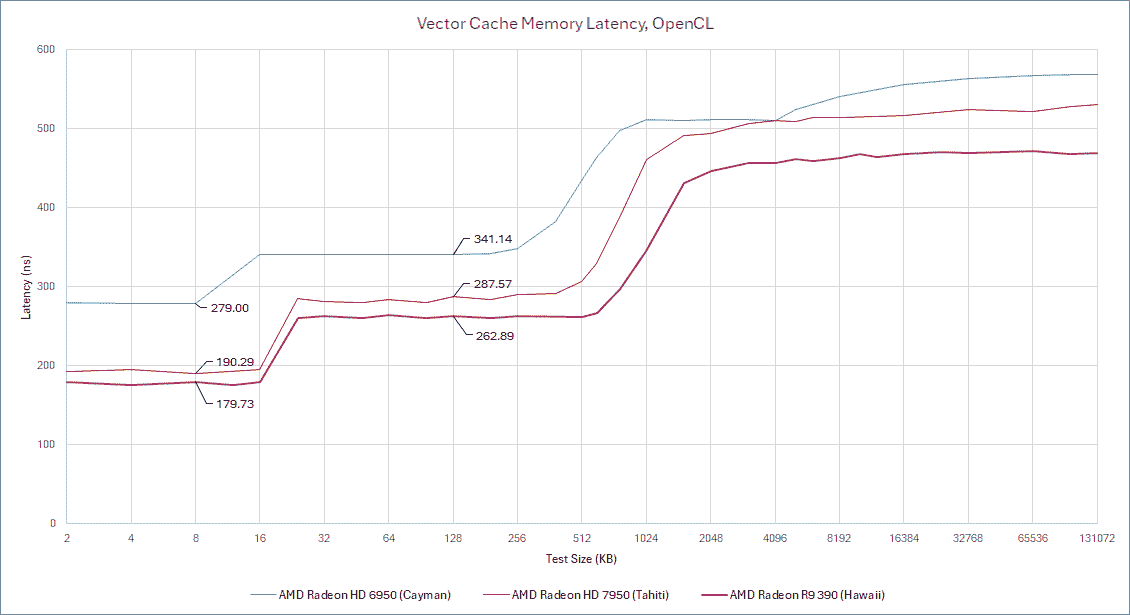 Vector Cache Memory Latency, OpenCL
600
500
400
300
200
100
0
Latency (ns)
341.14
287.57
279.00
262.89
190.29
179.73
2 4 8 16 32 64 128 256 512 1024 2048 4096 8192 16384 32768 65536 131072
Test Size (KB)
AMD Radeon HD 6950 (Cayman) AMD Radeon HD 7950 (Tahiti) AMD Radeon R9 390 (Hawaii)